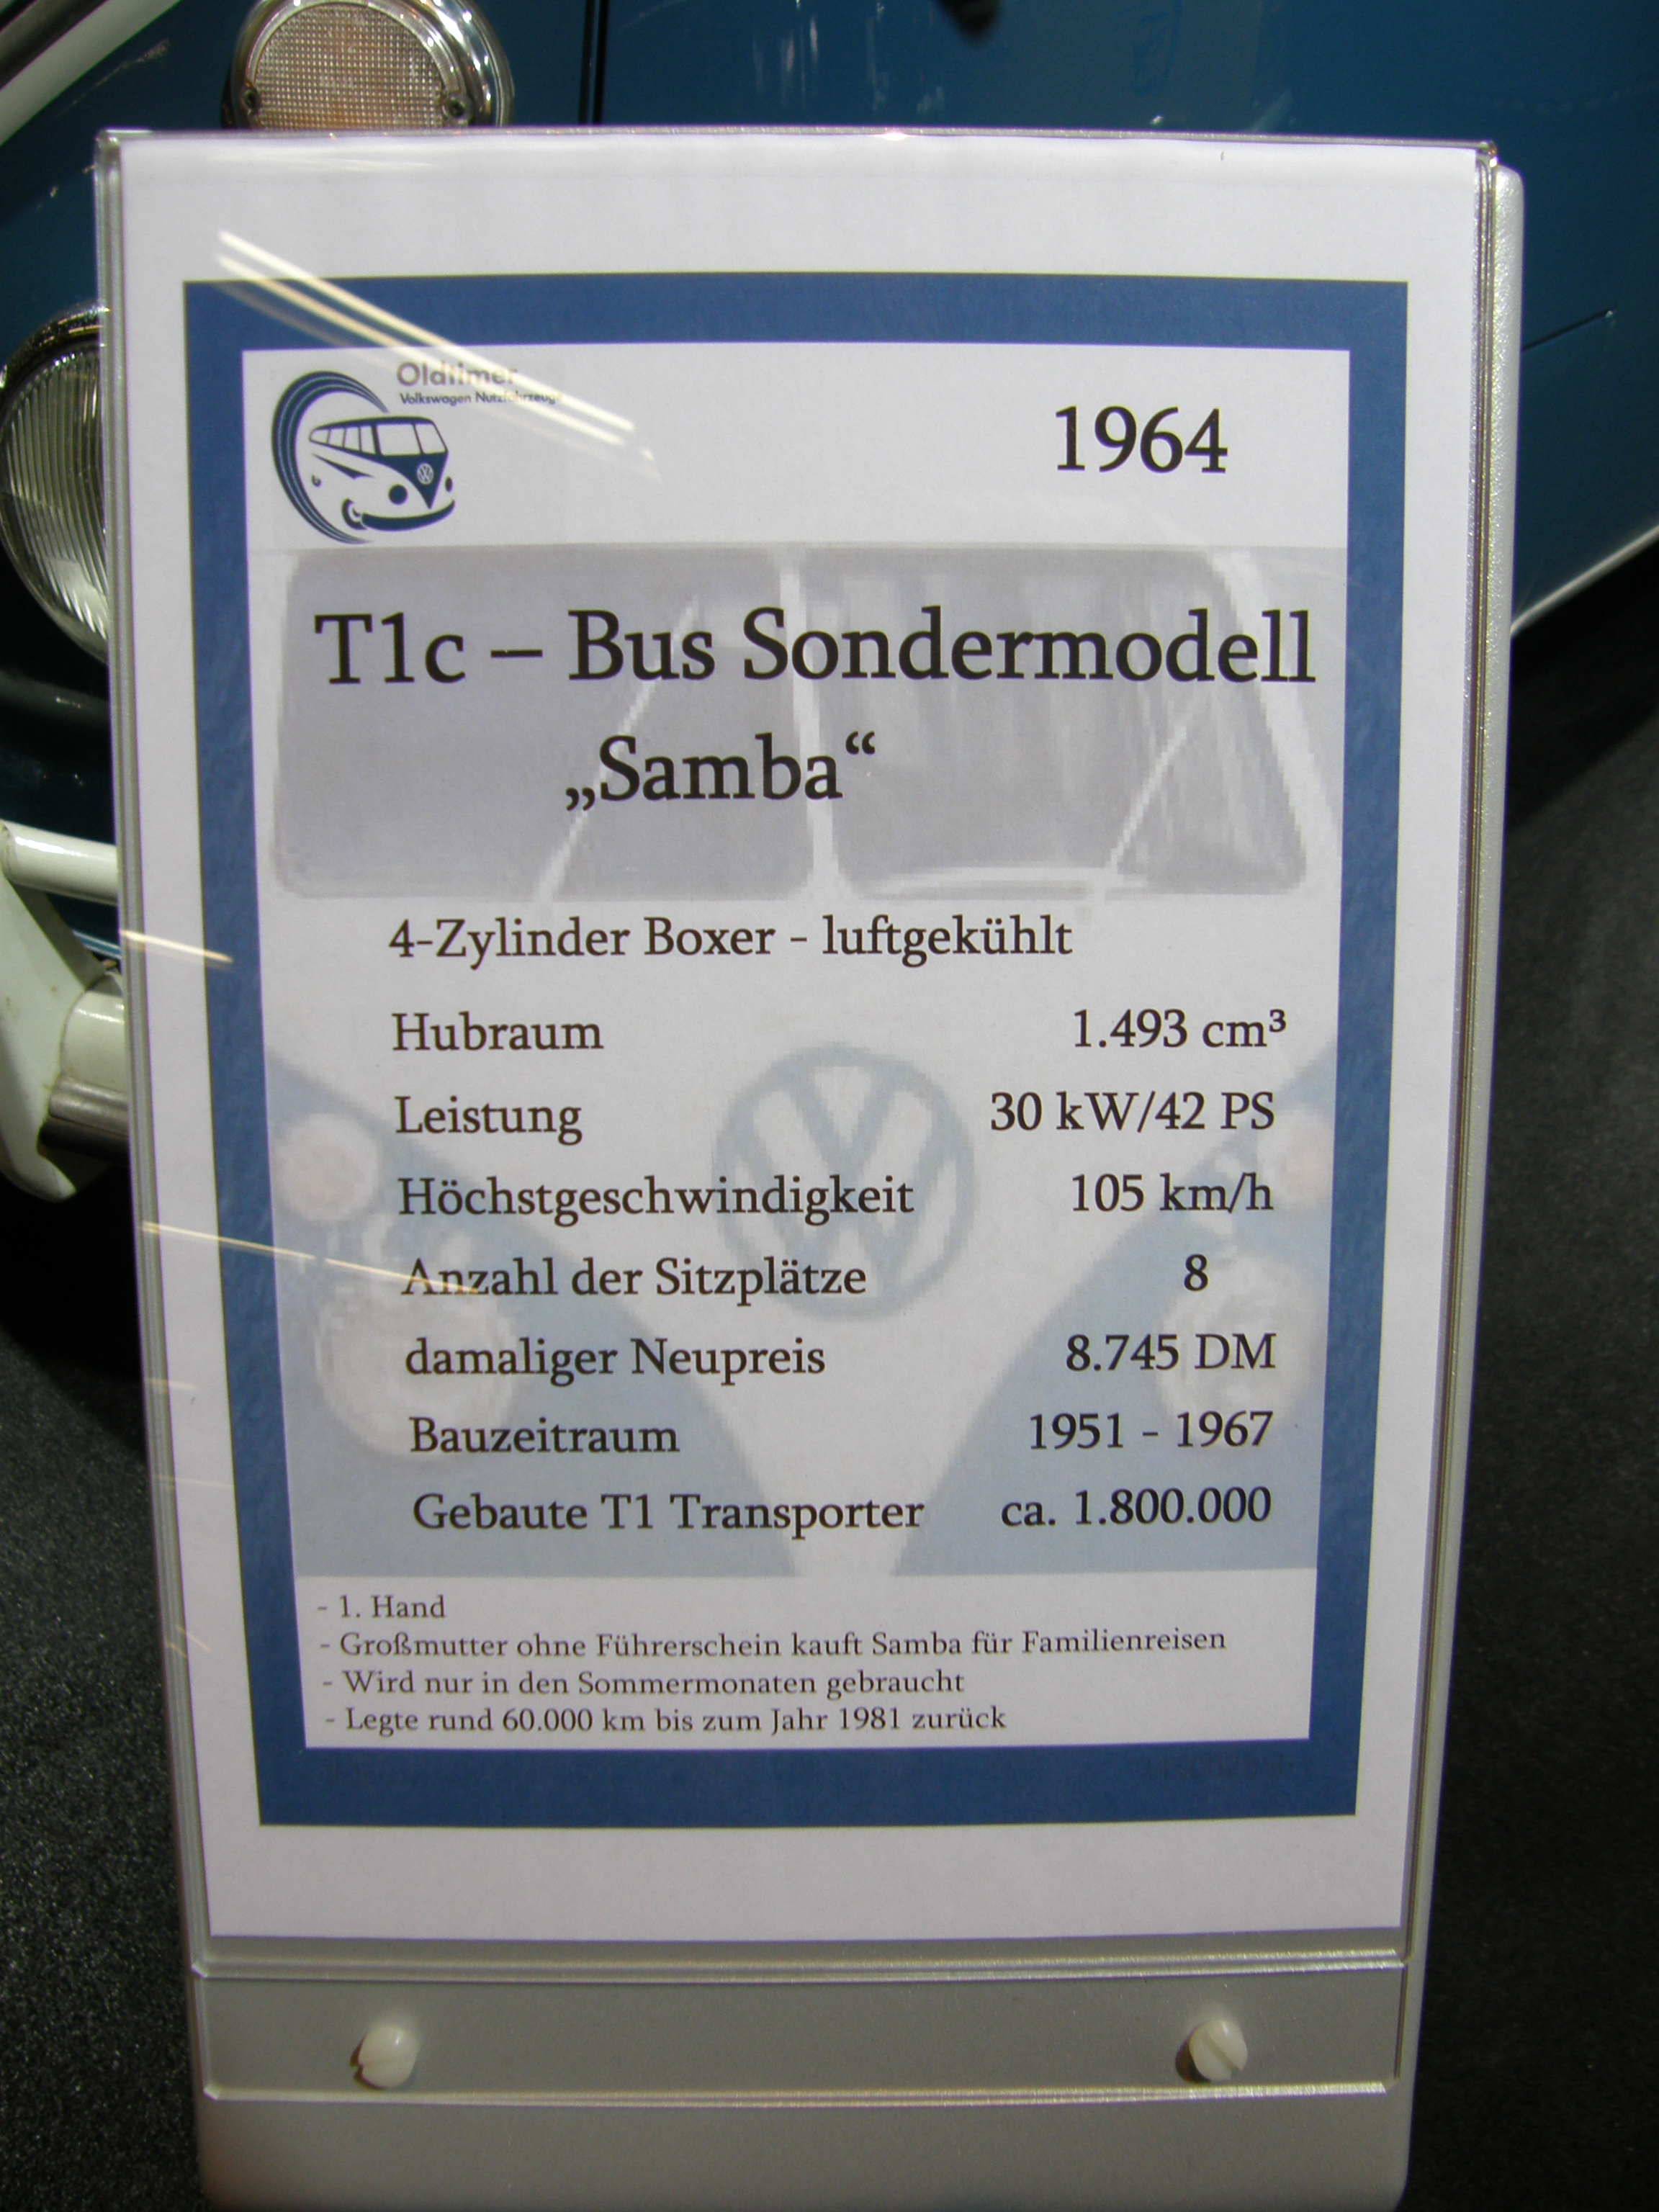 Oldtimer
Volkswagen Nutzfahrzeuge
1964
T1c – Bus Sondermodell
„Samba“
4-Zylinder Boxer - luftgekühlt
Hubraum 1.493 cm³
Leistung 30 kW/42 PS
Höchstgeschwindigkeit 105 km/h
Anzahl der Sitzplätze 8
damaliger Neupreis 8.745 DM
Bauzeitraum 1951 - 1967
Gebaute T1 Transporter ca. 1.800.000
- 1. Hand
- Großmutter ohne Führerschein kauft Samba für Familienreisen
- Wird nur in den Sommermonaten gebraucht
- Legte rund 60.000 km bis zum Jahr 1981 zurück